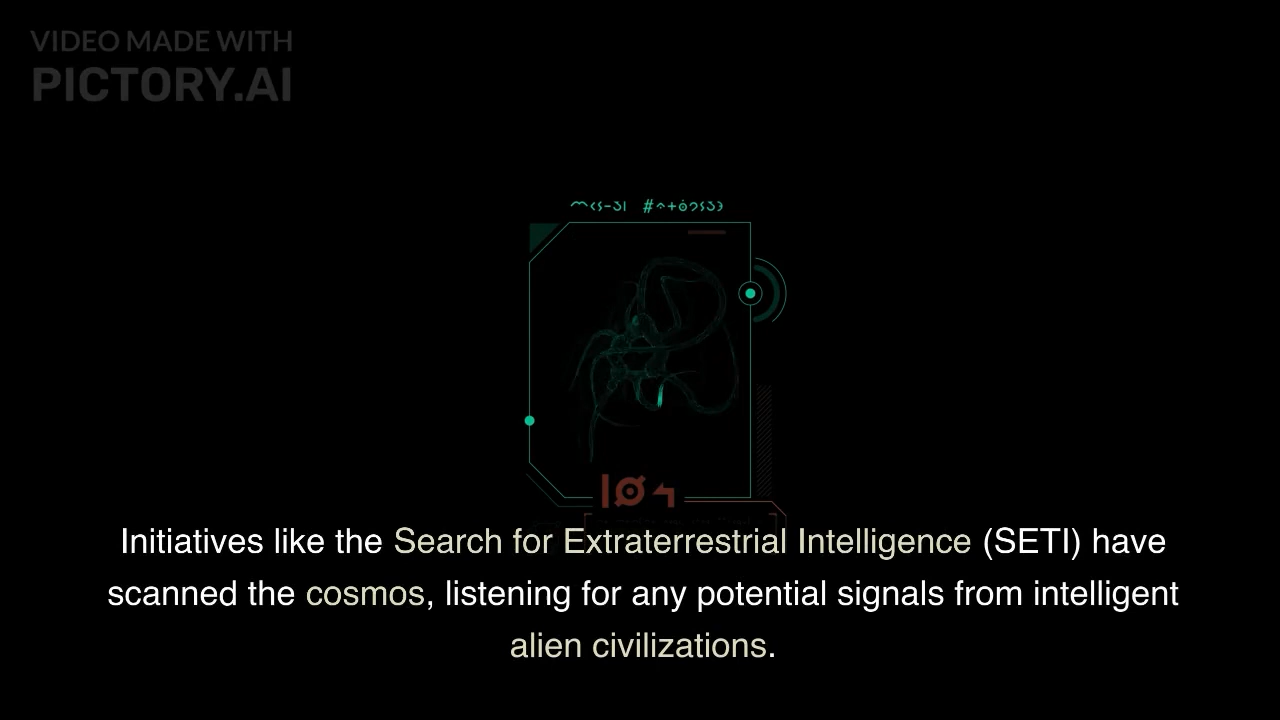 VIDEO MADE WITH
PICTORY.AI
Initiatives like the Search for Extraterrestrial Intelligence (SETI) have
scanned the cosmos, listening for any potential signals from intelligent
alien civilizations.